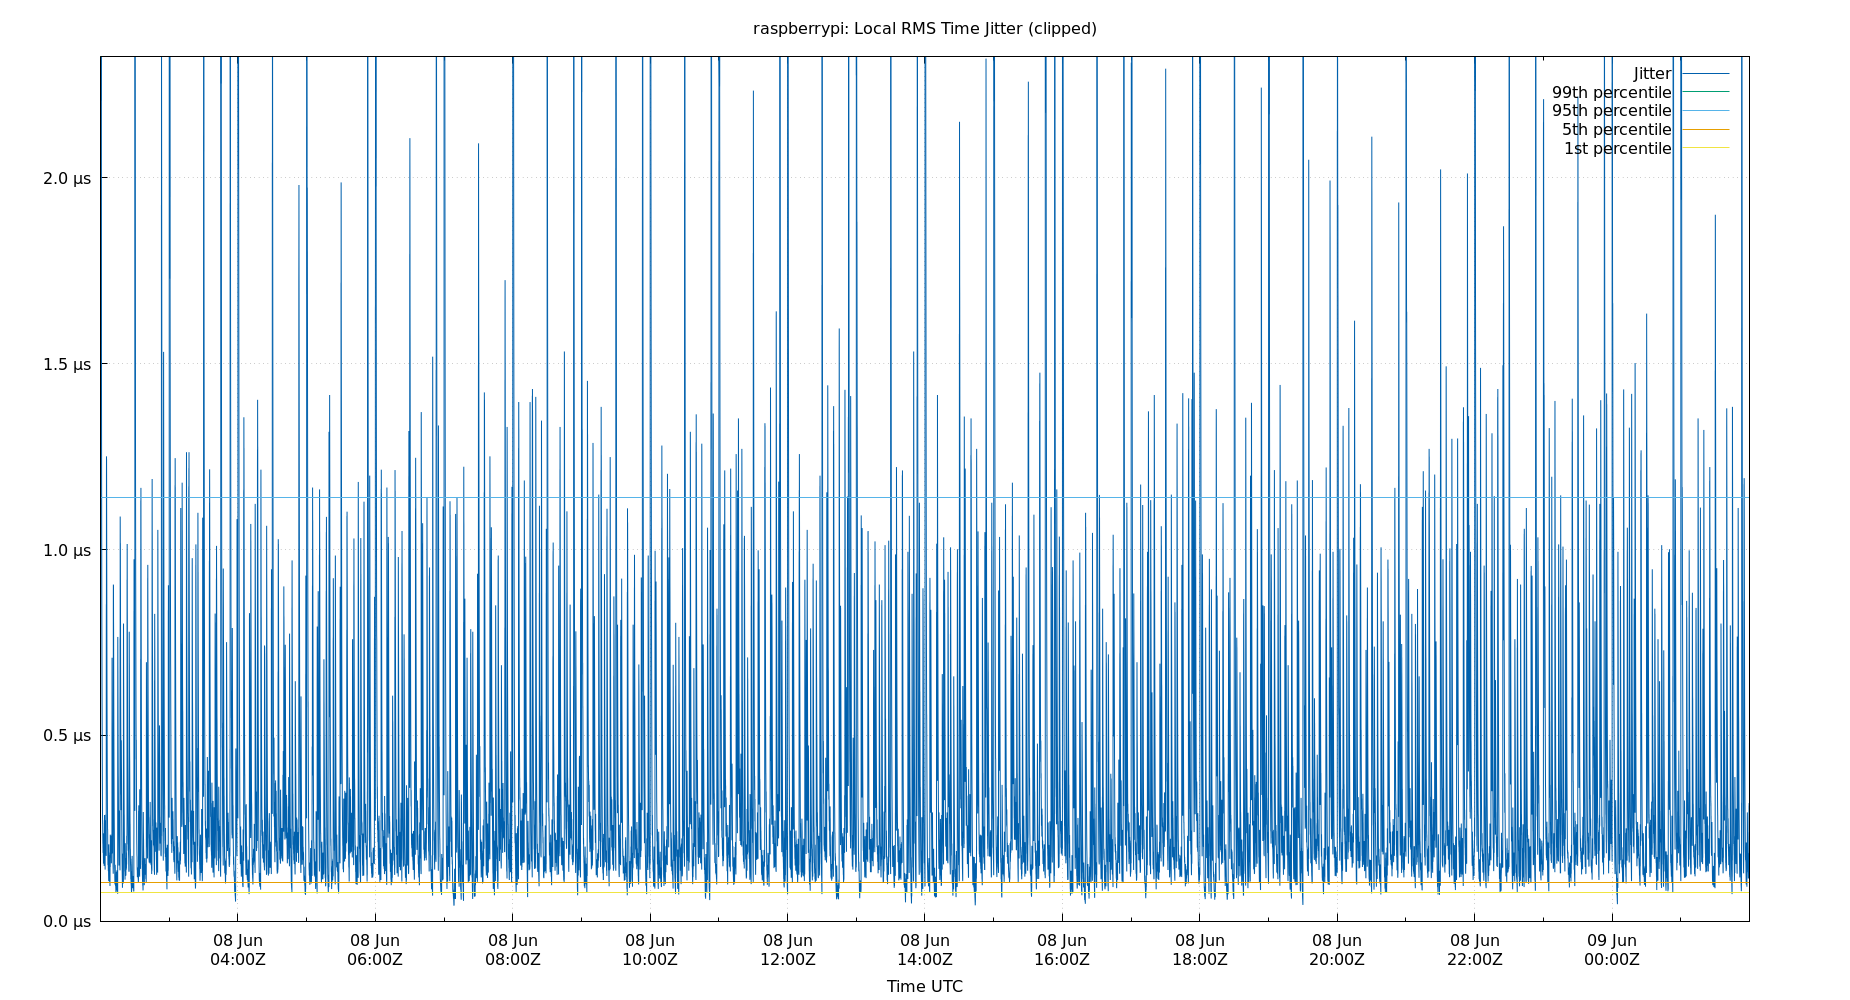 raspberrypi: Local RMS Time Jitter (clipped)
Jitter
99th percentile
95th percentile
5th percentile
1st percentile
2.0 µs
1.5 µs
1.0 µs
0.5 µs
0.0 µs
08 Jun 08 Jun 08 Jun 08 Jun 08 Jun 08 Jun 08 Jun 08 Jun 08 Jun 08 Jun 09 Jun
04:00Z 06:00Z 08:00Z 10:00Z 12:00Z 14:00Z 16:00Z 18:00Z 20:00Z 22:00Z 00:00Z
Time UTC